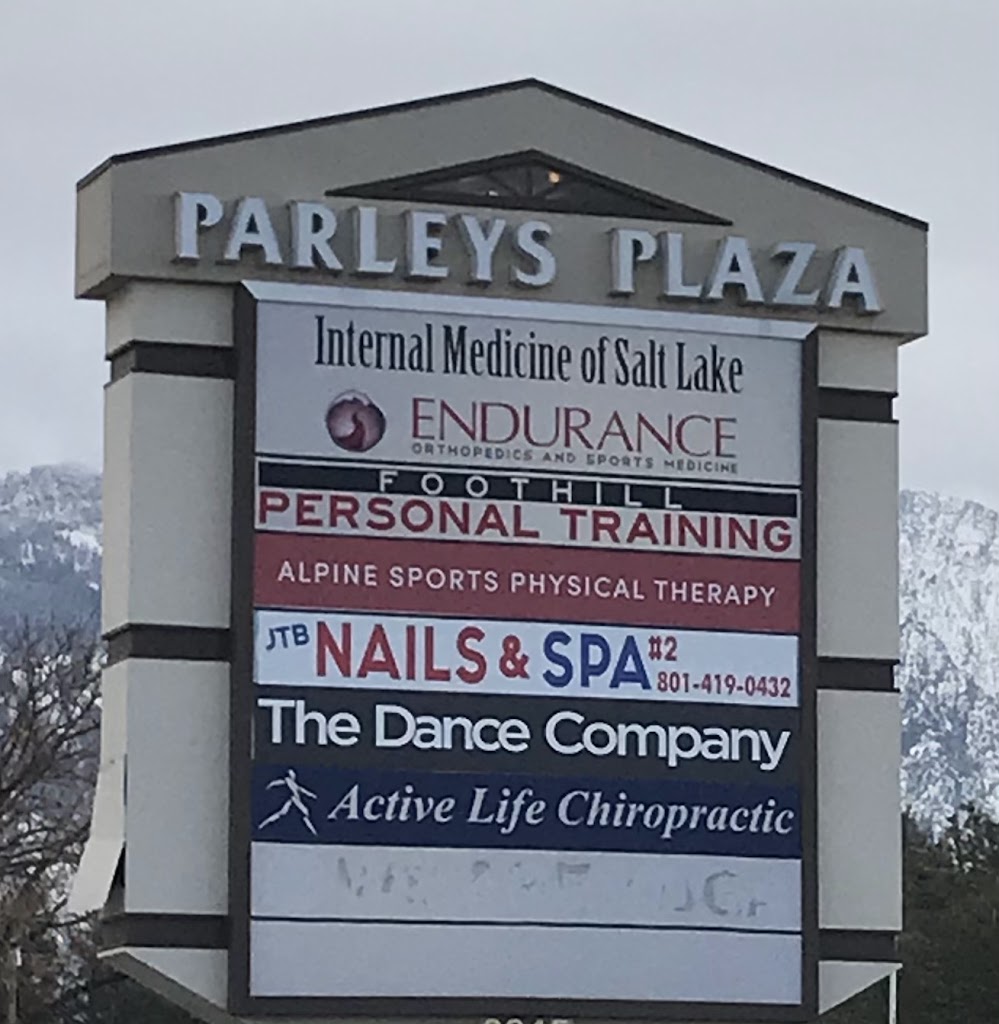 PARLEYS PLAZA
Internal Medicine of Salt Lake
ENDURANCE
ORTHOPEDICS AND SPORTS MEDICINE
FOOTHILL
PERSONAL TRAINING
ALPINE SPORTS PHYSICAL THERAPY
JTB NAILS & SPA #2
801-419-0432
The Dance Company
Active Life Chiropractic